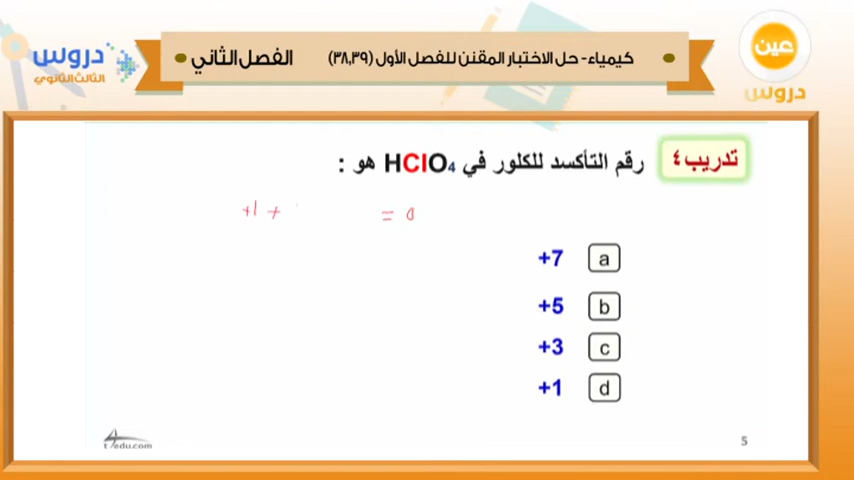 دروس
الثالث الثانوي
كيمياء- حل الاختبار المقنن للفصل الأول (٣٨,٣٩) الفصل الثاني
عين
دروس
تدريب ٤
رقم التأكسد للكلور في HClO₄ هو :
+1 + = 0
a +7
b +5
c +3
d +1
t4edu.com
5